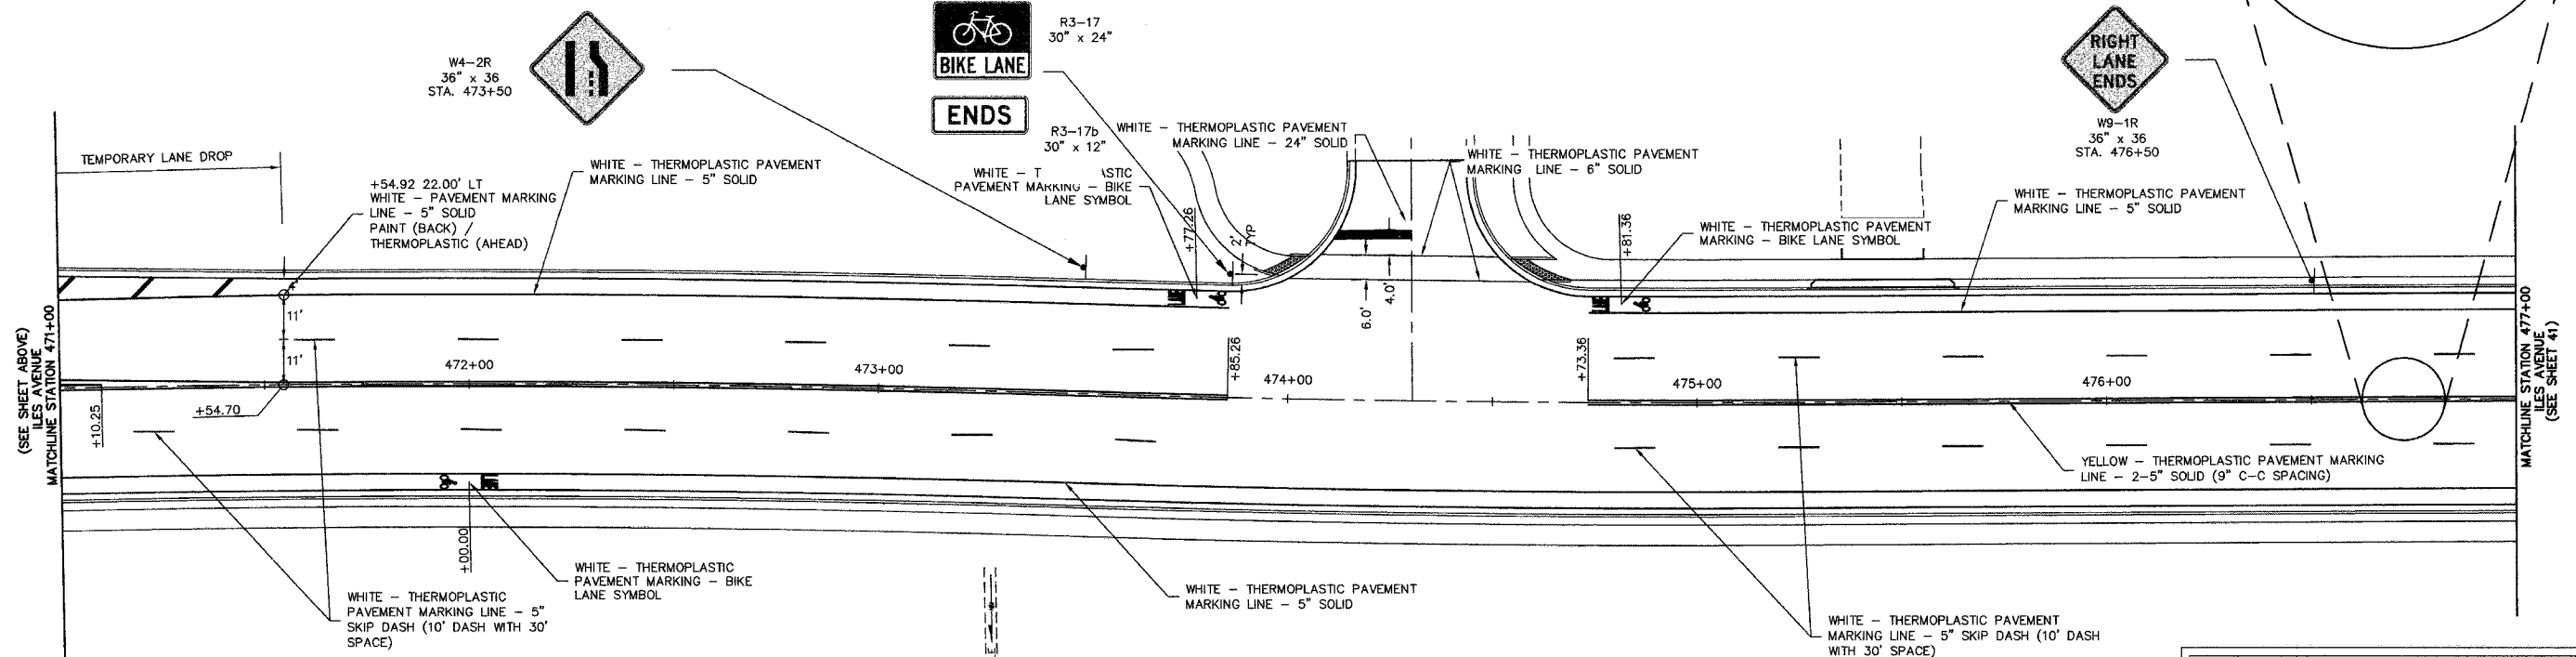 W4-2R
36" x 36
STA. 473+50
BIKE LANE
R3-17
30" x 24"
ENDS
R3-17b
30" x 12"
RIGHT
LANE
ENDS
W9-1R
36" x 36
STA. 476+50
TEMPORARY LANE DROP
+54.92 22.00' LT
WHITE - PAVEMENT MARKING
LINE - 5" SOLID
PAINT (BACK) /
THERMOPLASTIC (AHEAD)
WHITE - THERMOPLASTIC PAVEMENT
MARKING LINE - 5" SOLID
WHITE - T ASTIC
PAVEMENT MARKING - BIKE
LANE SYMBOL
WHITE - THERMOPLASTIC PAVEMENT
MARKING LINE - 24" SOLID
WHITE - THERMOPLASTIC PAVEMENT
MARKING LINE - 6" SOLID
WHITE - THERMOPLASTIC PAVEMENT
MARKING - BIKE LANE SYMBOL
WHITE - THERMOPLASTIC PAVEMENT
MARKING LINE - 5" SOLID
+77.26
2'
TYP
+81.36
4'
11'
11'
6.0'
4.0'
(SEE SHEET ABOVE)
ILES AVENUE
MATCHLINE STATION 471+00
+10.25
+54.70
472+00
473+00
+85.26
474+00
+73.36
475+00
476+00
MATCHLINE STATION 477+00
ILES AVENUE
(SEE SHEET 41)
+00.00
WHITE - THERMOPLASTIC
PAVEMENT MARKING LINE - 5"
SKIP DASH (10' DASH WITH 30'
SPACE)
WHITE - THERMOPLASTIC
PAVEMENT MARKING - BIKE
LANE SYMBOL
WHITE - THERMOPLASTIC PAVEMENT
MARKING LINE - 5" SOLID
YELLOW - THERMOPLASTIC PAVEMENT MARKING
LINE - 2-5" SOLID (9" C-C SPACING)
WHITE - THERMOPLASTIC PAVEMENT
MARKING LINE - 5" SKIP DASH (10' DASH
WITH 30' SPACE)